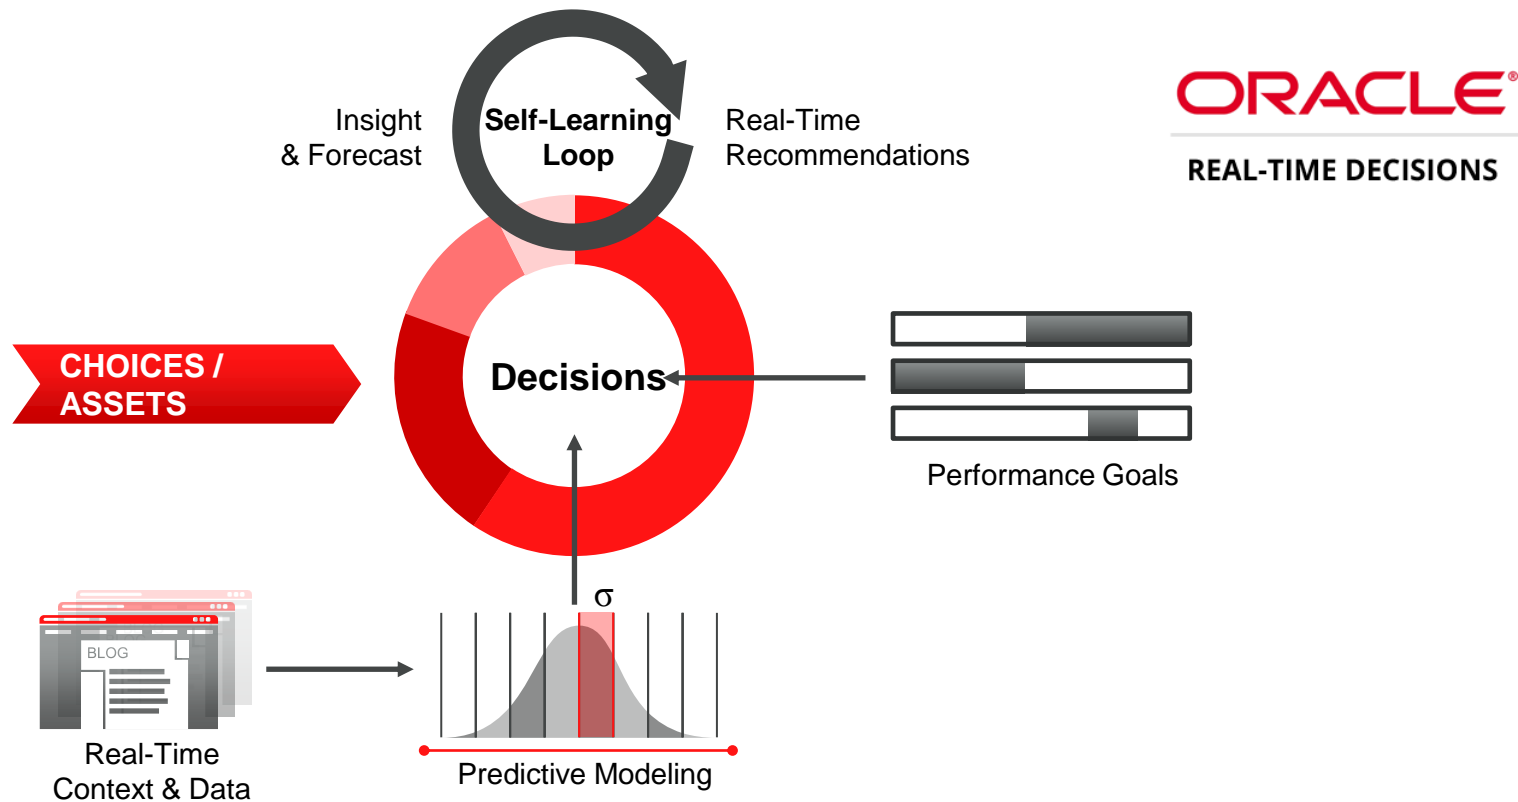 Insight
& Forecast
Self-Learning
Loop
Real-Time
Recommendations
ORACLE®
REAL-TIME DECISIONS
CHOICES /
ASSETS
Decisions
Performance Goals
σ
BLOG
Real-Time
Context & Data
Predictive Modeling